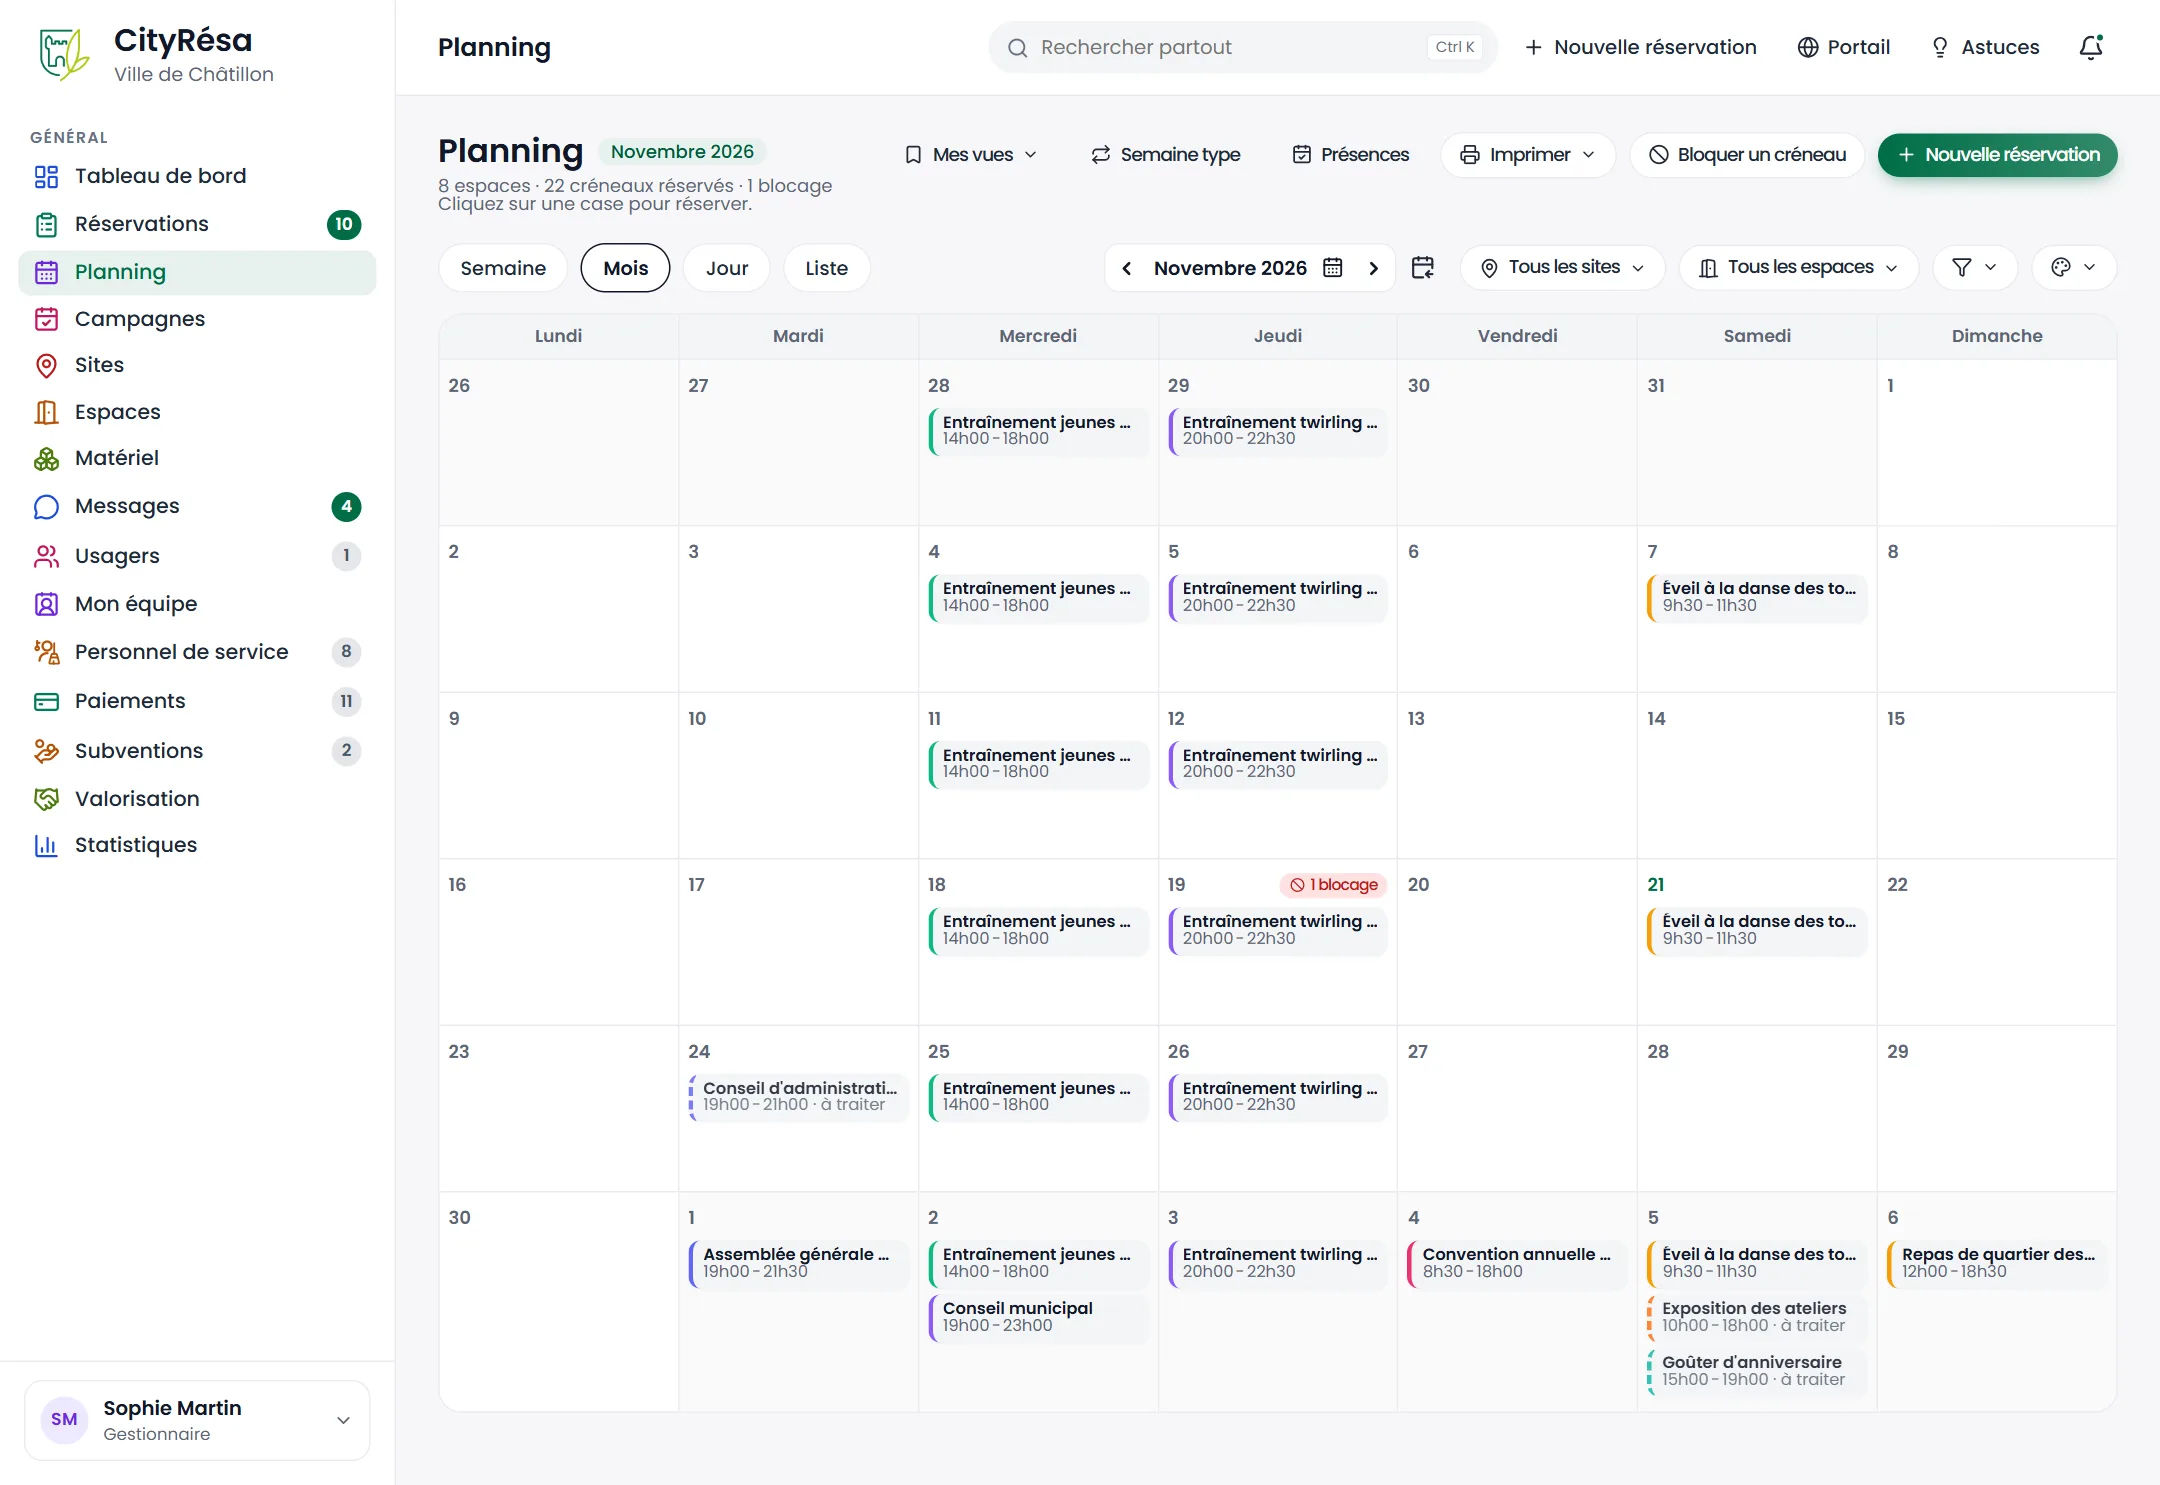 CityRésa
Ville de Châtillon
GÉNÉRAL
Tableau de bord
Réservations 10
Planning
Campagnes
Sites
Espaces
Matériel
Messages 4
Usagers 1
Mon équipe
Personnel de service 8
Paiements 11
Subventions 2
Valorisation
Statistiques
SM
Sophie Martin
Gestionnaire
Planning
Rechercher partout Ctrl K
Nouvelle réservation
Portail
Astuces
Planning Novembre 2026
8 espaces · 22 créneaux réservés · 1 blocage
Cliquez sur une case pour réserver.
Mes vues
Semaine type
Présences
Imprimer
Bloquer un créneau
Nouvelle réservation
Semaine Mois Jour Liste
Novembre 2026
Tous les sites
Tous les espaces
Lundi Mardi Mercredi Jeudi Vendredi Samedi Dimanche
26
27
28
Entraînement jeunes ...
14h00 – 18h00
29
Entraînement twirling ...
20h00 – 22h30
30
31
1
2
3
4
Entraînement jeunes ...
14h00 – 18h00
5
Entraînement twirling ...
20h00 – 22h30
6
7
Éveil à la danse des to...
9h30 – 11h30
8
9
10
11
Entraînement jeunes ...
14h00 – 18h00
12
Entraînement twirling ...
20h00 – 22h30
13
14
15
16
17
18
Entraînement jeunes ...
14h00 – 18h00
19 1 blocage
Entraînement twirling ...
20h00 – 22h30
20
21
Éveil à la danse des to...
9h30 – 11h30
22
23
24
Conseil d'administrati...
19h00 – 21h00 · à traiter
25
Entraînement jeunes ...
14h00 – 18h00
26
Entraînement twirling ...
20h00 – 22h30
27
28
29
30
1
Assemblée générale ...
19h00 – 21h30
2
Entraînement jeunes ...
14h00 – 18h00
Conseil municipal
19h00 – 23h00
3
Entraînement twirling ...
20h00 – 22h30
4
Convention annuelle ...
8h30 – 18h00
5
Éveil à la danse des to...
9h30 – 11h30
Exposition des ateliers
10h00 – 18h00 · à traiter
Goûter d'anniversaire
15h00 – 19h00 · à traiter
6
Repas de quartier des...
12h00 – 18h30